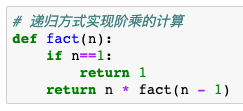 # 递归方式实现阶乘的计算
def fact(n):
    if n==1:
        return 1
    return n * fact(n - 1)